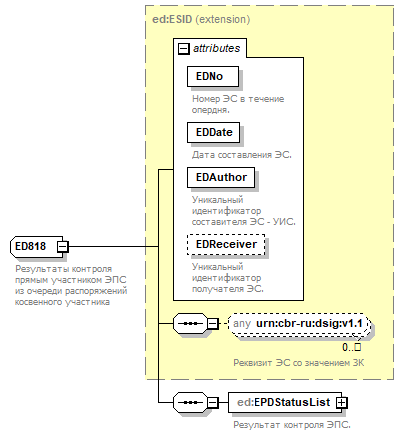 ed:ESID (extension)
attributes
EDNo
Номер ЭС в течение
опердня.
EDDate
Дата составления ЭС.
EDAuthor
Уникальный
идентификатор
составителя ЭС - УИС.
EDReceiver
Уникальный
идентификатор
получателя ЭС.
ED818
Результаты контроля
прямым участником ЭПС
из очереди распоряжений
косвенного участника
any urn:cbr-ru:dsig:v1.1
0..□
Реквизит ЭС со значением ЗК
ed:EPDStatusList
Результат контроля ЭПС.